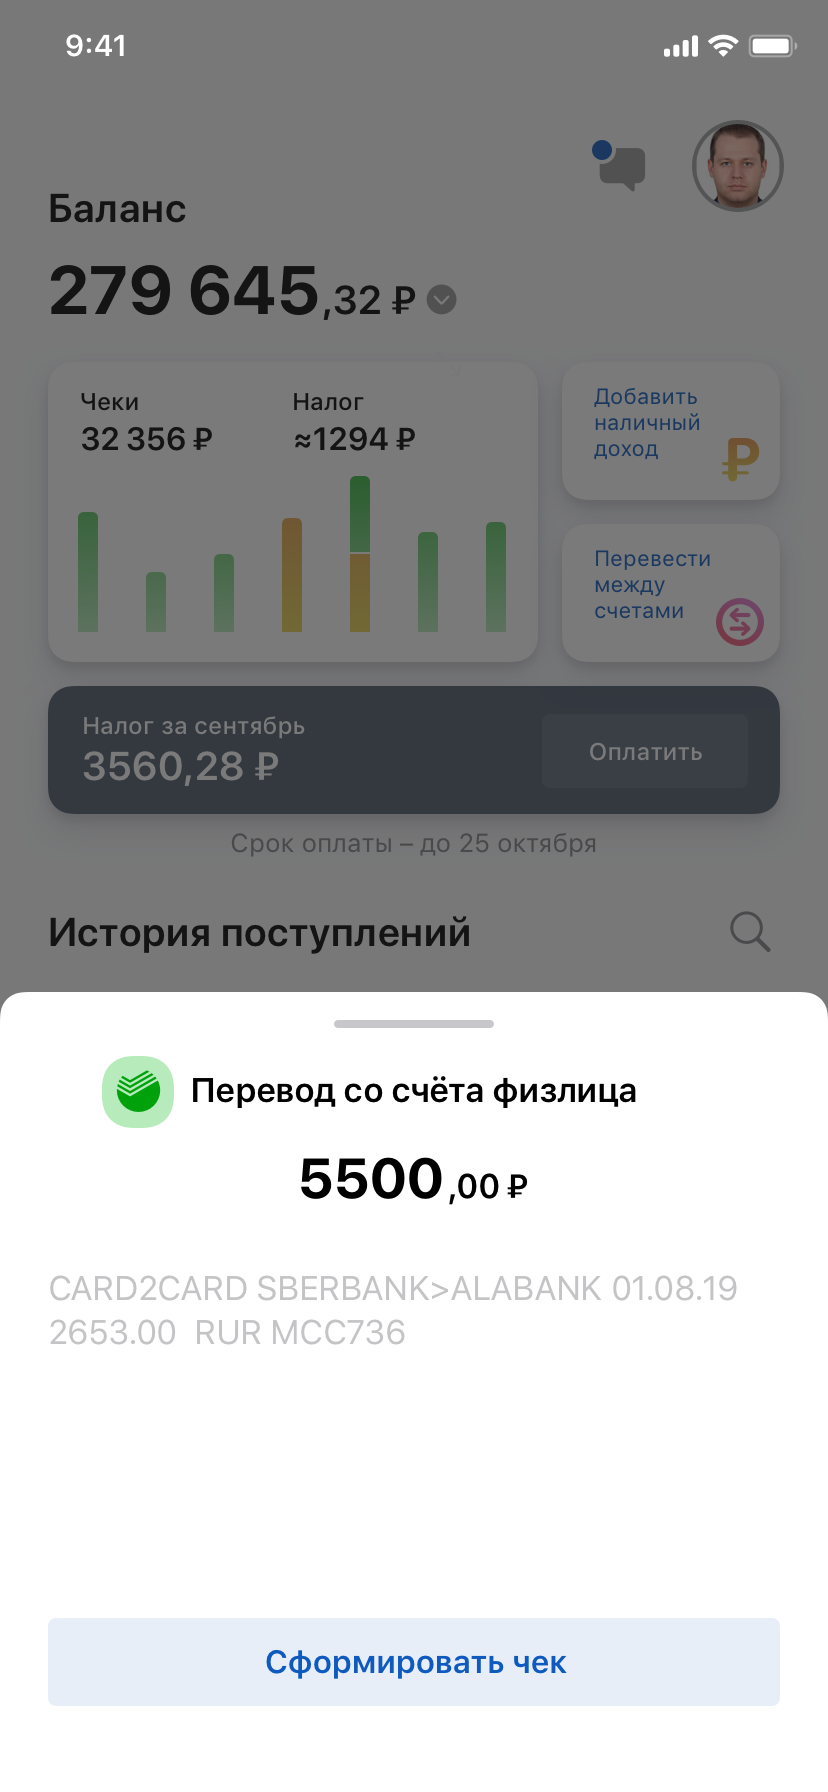 9:41
Баланс
279 645,32 ₽
Чеки
32 356 ₽
Налог
≈1294 ₽
Добавить
наличный
доход
₽
Перевести
между
счетами
Налог за сентябрь
3560,28 ₽
Оплатить
Срок оплаты – до 25 октября
История поступлений
Перевод со счёта физлица
5500,00 ₽
CARD2CARD SBERBANK>ALABANK 01.08.19
2653.00  RUR MCC736
Сформировать чек